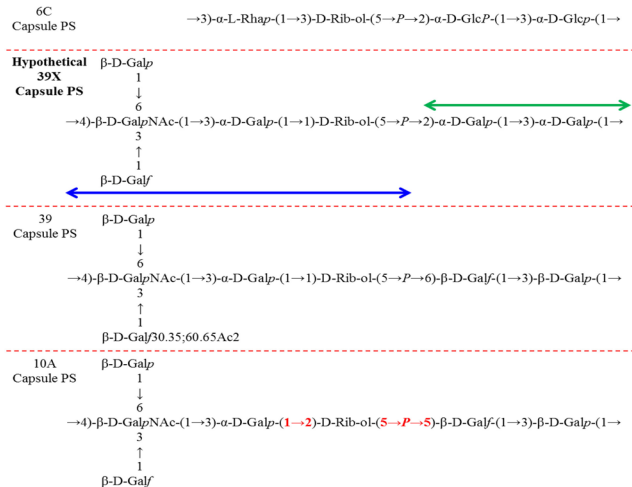 6C
Capsule PS
→3)-α-L-Rhap-(1→3)-D-Rib-ol-(5→P→2)-α-D-GlcP-(1→3)-α-D-Glcp-(1→
Hypothetical
39X
Capsule PS
β-D-Galp
1
↓
6
→4)-β-D-GalpNAc-(1→3)-α-D-Galp-(1→1)-D-Rib-ol-(5→P→2)-α-D-Galp-(1→3)-α-D-Galp-(1→
3
↑
1
β-D-Galf
39
Capsule PS
β-D-Galp
1
↓
6
→4)-β-D-GalpNAc-(1→3)-α-D-Galp-(1→1)-D-Rib-ol-(5→P→6)-β-D-Galf-(1→3)-β-D-Galp-(1→
3
↑
1
β-D-Galf30.35;60.65Ac2
10A
Capsule PS
β-D-Galp
1
↓
6
→4)-β-D-GalpNAc-(1→3)-α-D-Galp-(1→2)-D-Rib-ol-(5→P→5)-β-D-Galf-(1→3)-β-D-Galp-(1→
3
↑
1
β-D-Galf